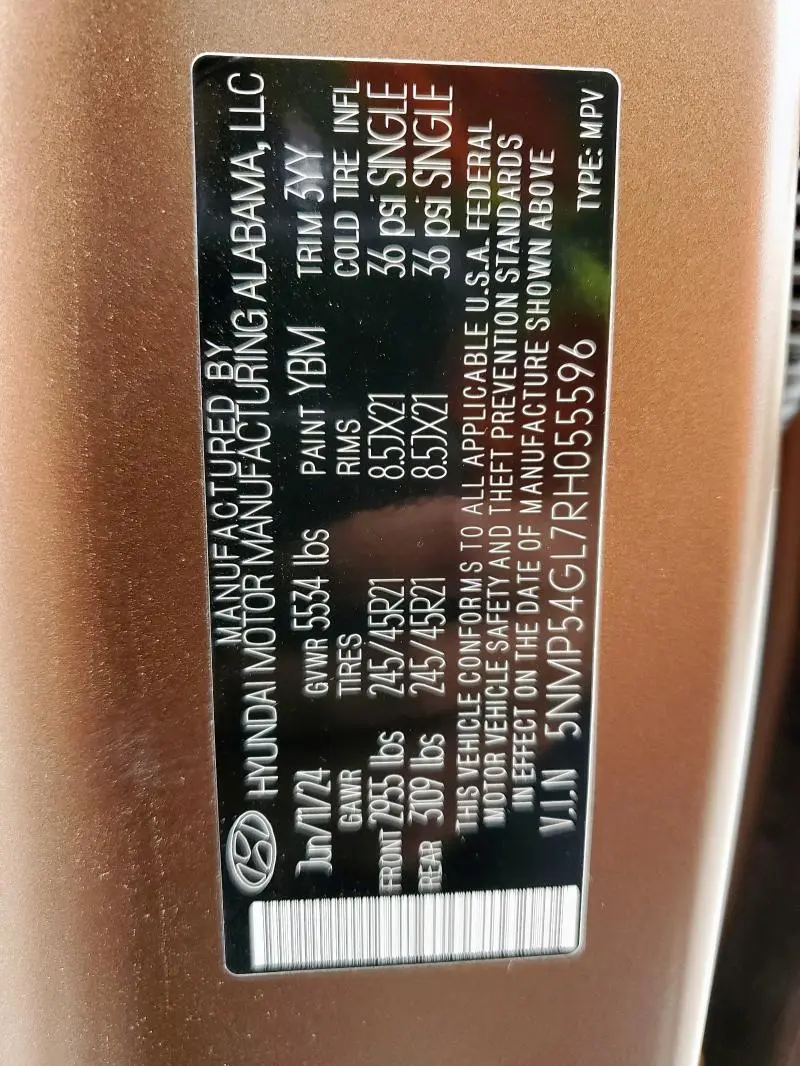 MANUFACTURED BY
HYUNDAI MOTOR MANUFACTURING ALABAMA, LLC
Jun/11/24 GVWR 5534 lbs PAINT YBM TRIM 3YY
GAWR TIRES RIMS COLD TIRE INFL
FRONT 2955 lbs 245/45R21 8.5JX21 36 psi SINGLE
REAR 3109 lbs 245/45R21 8.5JX21 36 psi SINGLE
THIS VEHICLE CONFORMS TO ALL APPLICABLE U.S.A. FEDERAL
MOTOR VEHICLE SAFETY AND THEFT PREVENTION STANDARDS
IN EFFECT ON THE DATE OF MANUFACTURE SHOWN ABOVE
V.I.N 5NMP54GL7RH055596 TYPE: MPV